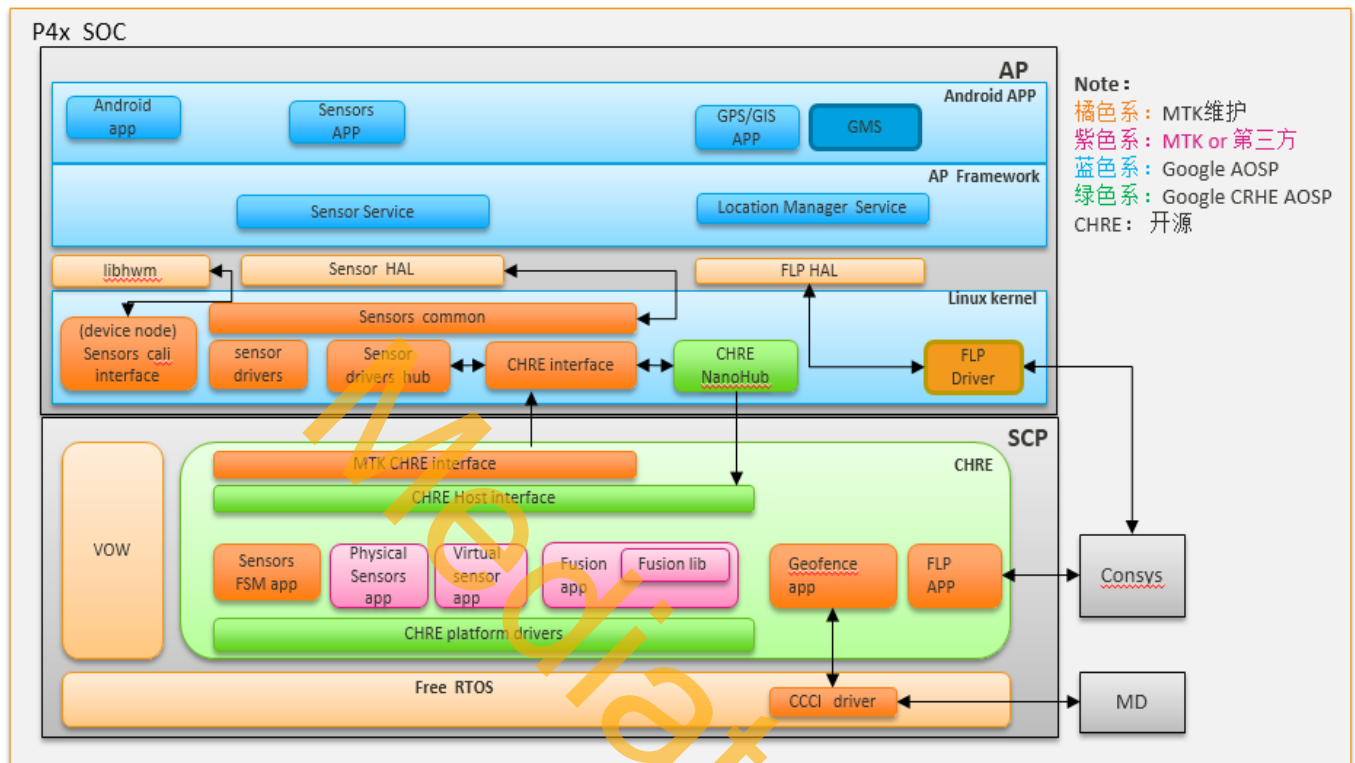 P4x SOC
AP
Android APP
Android
app
Sensors
APP
GPS/GIS
APP
GMS
AP Framework
Sensor Service
Location Manager Service
libhwm
Sensor HAL
FLP HAL
Linux kernel
Sensors common
(device node)
Sensors cali
interface
sensor
drivers
Sensor
drivers hub
CHRE interface
CHRE
NanoHub
FLP
Driver
SCP
VOW
CHRE
MTK CHRE interface
CHRE Host interface
Sensors
FSM app
Physical
Sensors
app
Virtual
sensor
app
Fusion
app
Fusion lib
Geofence
app
FLP
APP
CHRE platform drivers
Free RTOS
CCCI driver
Consys
MD
Note：
橘色系：MTK维护
紫色系：MTK or 第三方
蓝色系：Google AOSP
绿色系：Google CRHE AOSP
CHRE： 开源
Mediat